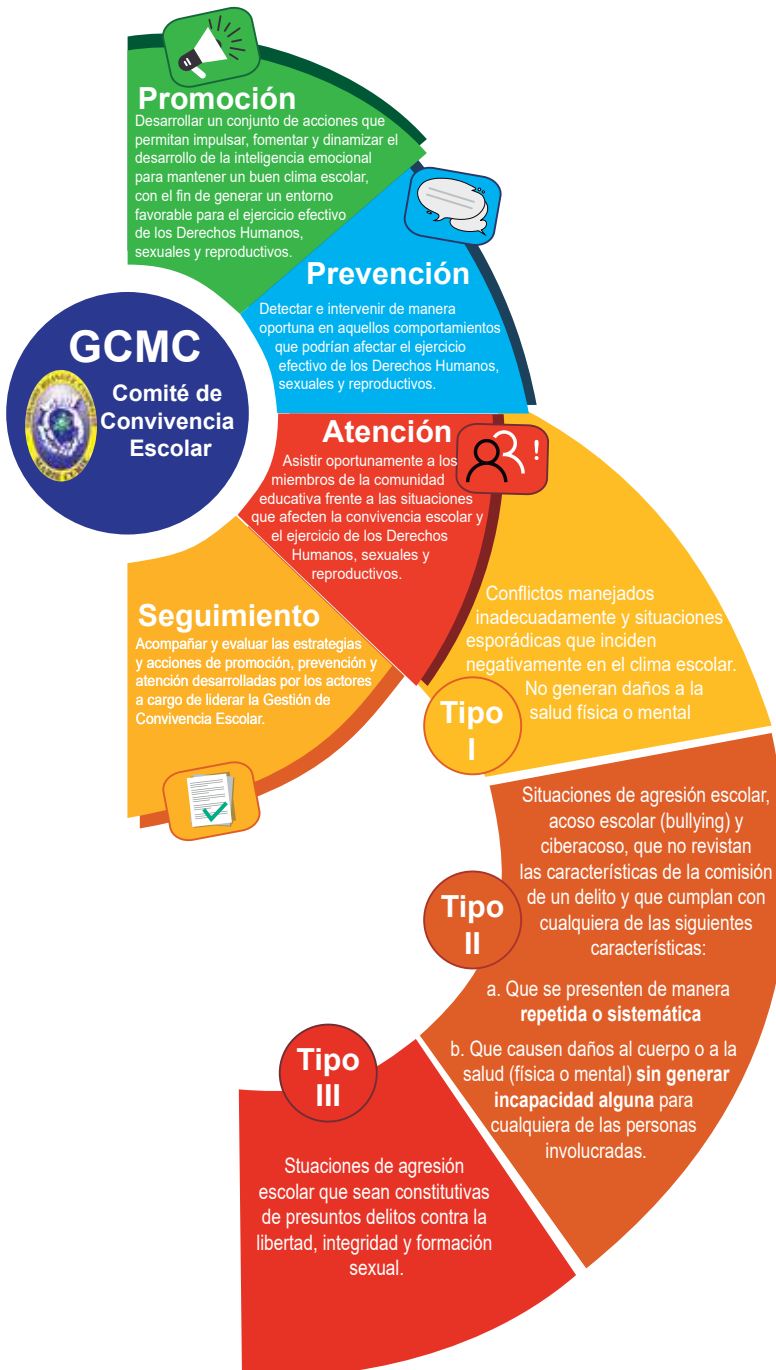 Promoción
Desarrollar un conjunto de acciones que
permitan impulsar, fomentar y dinamizar el
desarrollo de la inteligencia emocional
para mantener un buen clima escolar,
con el fin de generar un entorno
favorable para el ejercicio efectivo
de los Derechos Humanos,
sexuales y reproductivos.
Prevención
Detectar e intervenir de manera
oportuna en aquellos comportamientos
que podrían afectar el ejercicio
efectivo de los Derechos Humanos,
sexuales y reproductivos.
GCMC
Comité de
Convivencia
Escolar
MARIE CURIE
Atención
Asistir oportunamente a los
miembros de la comunidad
educativa frente a las situaciones
que afecten la convivencia escolar y
el ejercicio de los Derechos
Humanos, sexuales y
reproductivos.
!
Seguimiento
Acompañar y evaluar las estrategias
y acciones de promoción, prevención y
atención desarrolladas por los actores
a cargo de liderar la Gestión de
Convivencia Escolar.
Conflictos manejados
inadecuadamente y situaciones
esporádicas que inciden
negativamente en el clima escolar.
No generan daños a la
salud física o mental
Tipo
I
Situaciones de agresión escolar,
acoso escolar (bullying) y
ciberacoso, que no revistan
las características de la comisión
de un delito y que cumplan con
cualquiera de las siguientes
características:
a. Que se presenten de manera
repetida o sistemática
b. Que causen daños al cuerpo o a la
salud (física o mental) sin generar
incapacidad alguna para
cualquiera de las personas
involucradas.
Tipo
II
Tipo
III
Stuaciones de agresión
escolar que sean constitutivas
de presuntos delitos contra la
libertad, integridad y formación
sexual.